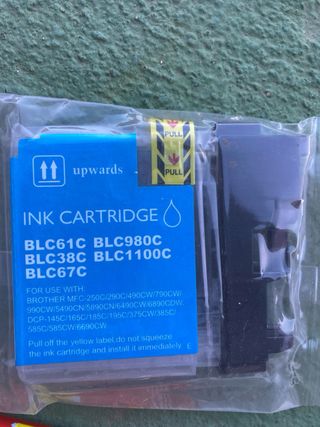 PULL
PULL
upwards
INK CARTRIDGE
BLC61C BLC980C
BLC38C BLC1100C
BLC67C
FOR USE WITH:
BROTHER MFC-250C/290C/490CW/790CW/
990CW/5490CN/5890CN/6490CW/6890CDW
DCP-145C/165C/185C/195C/375CW/385C/
585C/585CW/6690CW
Pull off the yellow label do not squeeze
the ink cartridge and install it immediately.
E